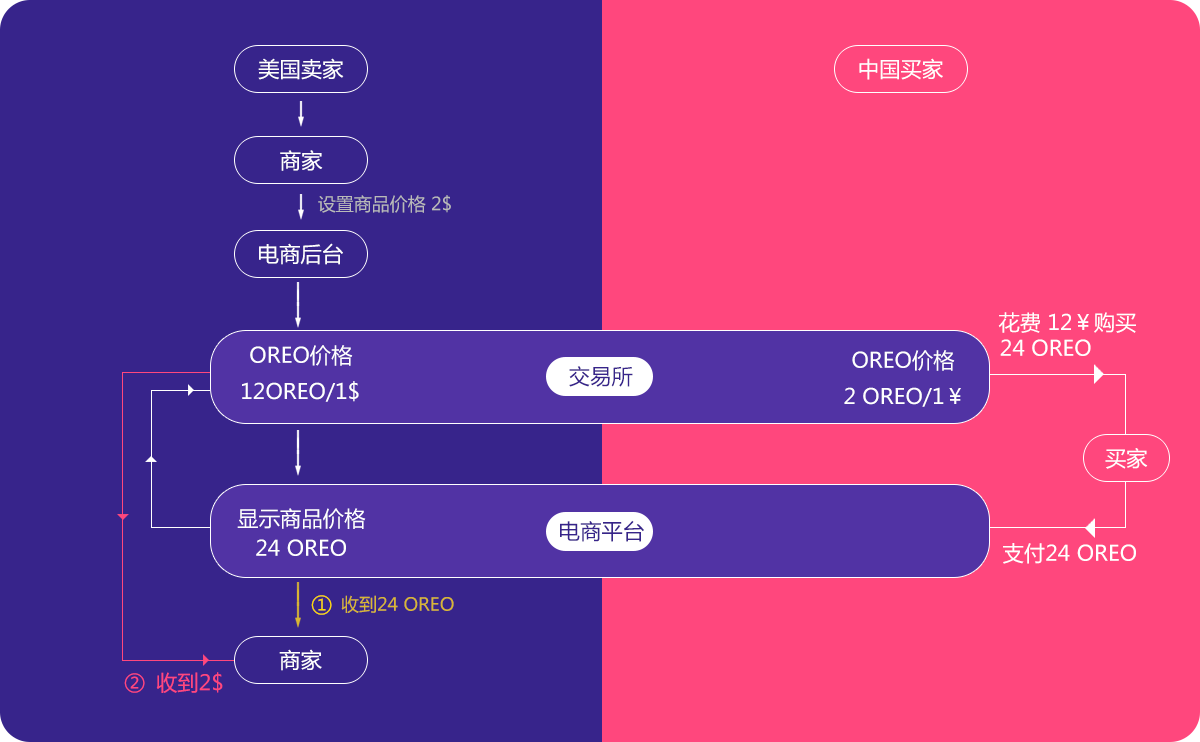 美国卖家
中国买家
商家
设置商品价格 2$
电商后台
OREO价格
12OREO/1$
交易所
OREO价格
2 OREO/1￥
花费 12￥购买
24 OREO
买家
显示商品价格
24 OREO
电商平台
支付24 OREO
① 收到24 OREO
商家
② 收到2$